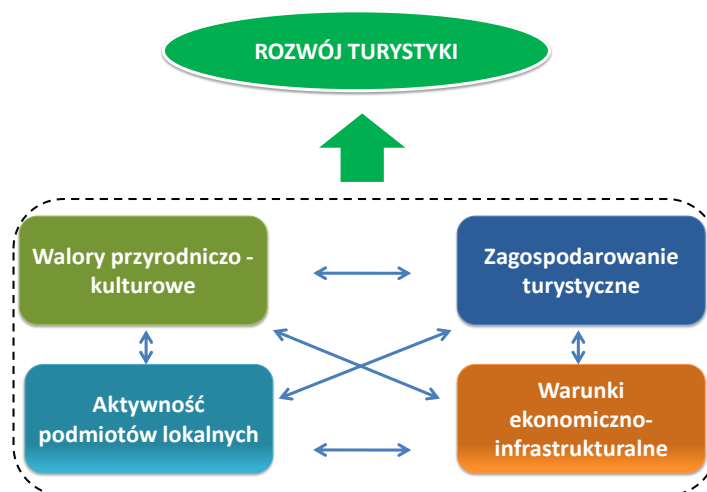 ROZWÓJ TURYSTYKI
Walory przyrodniczo -
kulturowe
Zagospodarowanie
turystyczne
Aktywność
podmiotów lokalnych
Warunki
ekonomiczno-
infrastrukturalne